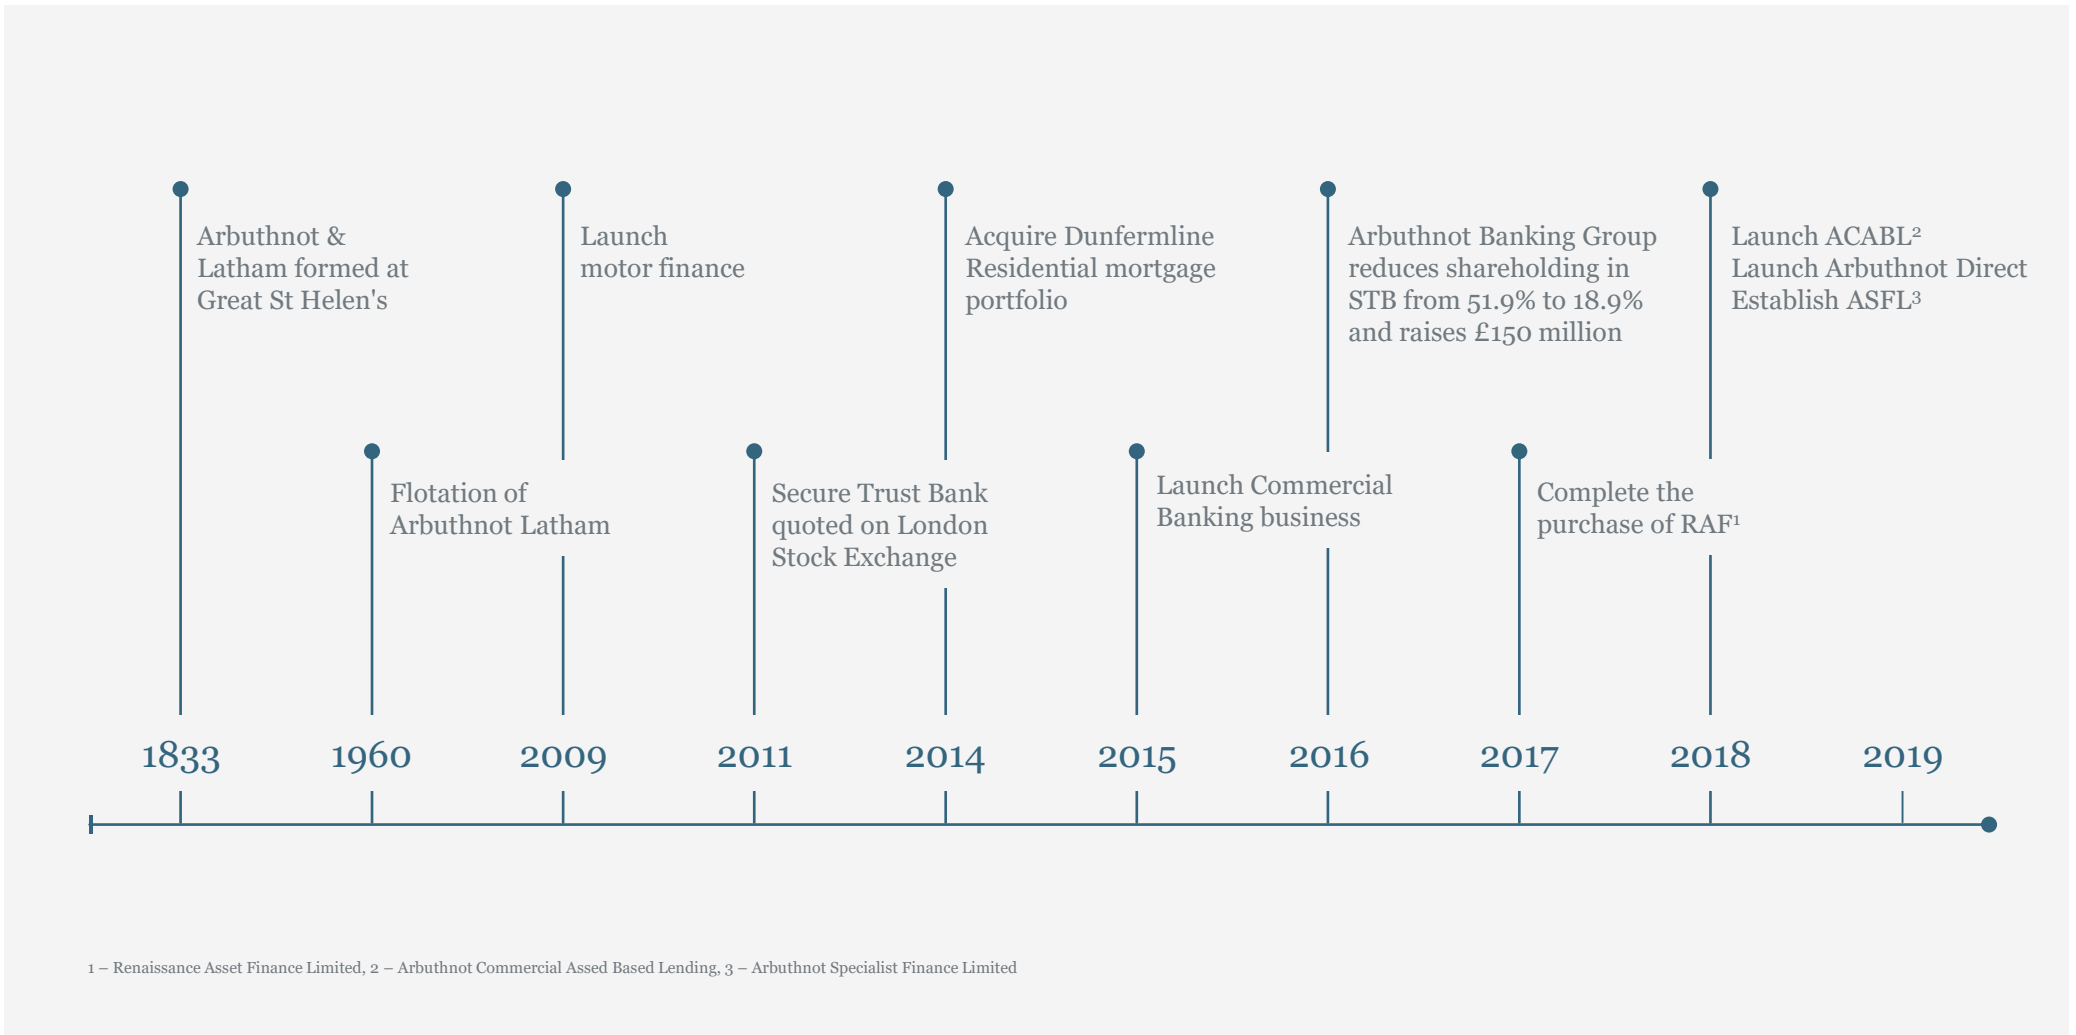 Arbuthnot &
Latham formed at
Great St Helen's
Launch
motor finance
Acquire Dunfermline
Residential mortgage
portfolio
Arbuthnot Banking Group
reduces shareholding in
STB from 51.9% to 18.9%
and raises £150 million
Launch ACABL²
Launch Arbuthnot Direct
Establish ASFL³
Flotation of
Arbuthnot Latham
Secure Trust Bank
quoted on London
Stock Exchange
Launch Commercial
Banking business
Complete the
purchase of RAF¹
1833 1960 2009 2011 2014 2015 2016 2017 2018 2019
1 – Renaissance Asset Finance Limited, 2 – Arbuthnot Commercial Assed Based Lending, 3 – Arbuthnot Specialist Finance Limited